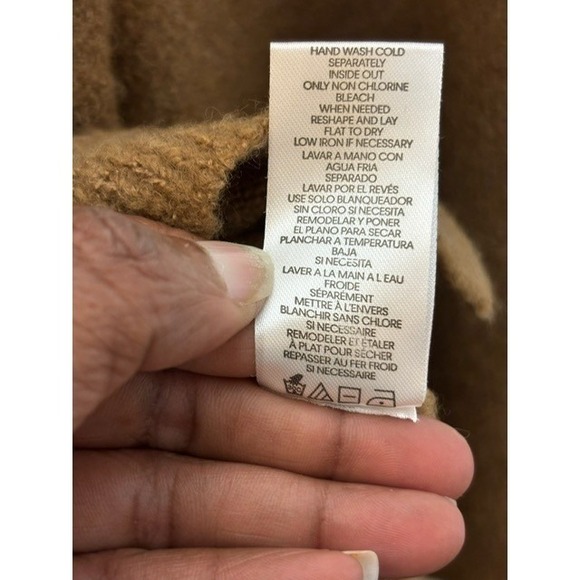 HAND WASH COLD
SEPARATELY
INSIDE OUT
ONLY NON CHLORINE
BLEACH
WHEN NEEDED
RESHAPE AND LAY
FLAT TO DRY
LOW IRON IF NECESSARY
LAVAR A MANO CON
AGUA FRIA
SEPARADO
LAVAR POR EL REVÉS
USE SOLO BLANQUEADOR
SIN CLORO SI NECESITA
REMODELAR Y PONER
EL PLANO PARA SECAR
PLANCHAR A TEMPERATURA
BAJA
SI NECESITA
LAVER A LA MAIN A L EAU
FROIDE
SÉPARÉMENT
METTRE À L'ENVERS
BLANCHIR SANS CHLORE
SI NECESSAIRE
REMODELER ET ÉTALER
À PLAT POUR SÉCHER
REPASSER AU FER FROID
SI NECESSAIRE